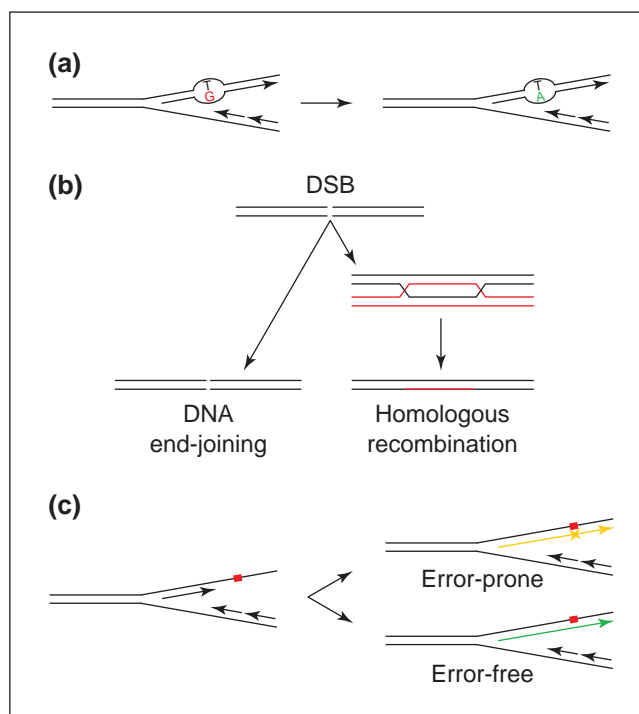 (a)
T
G
T
A
(b)
DSB
DNA
end-joining
Homologous
recombination
(c)
Error-prone
Error-free